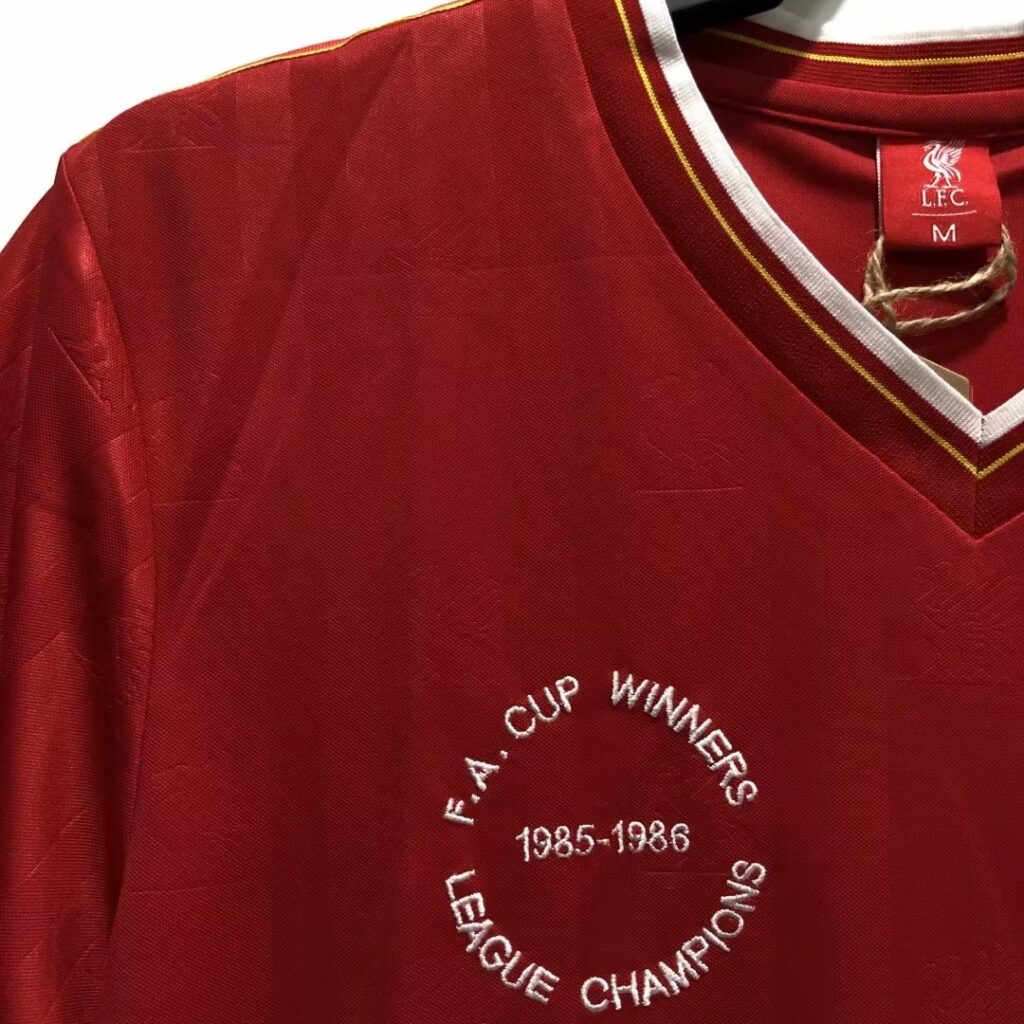 L.F.C.
M
F.A. CUP WINNERS
1985-1986
LEAGUE CHAMPIONS